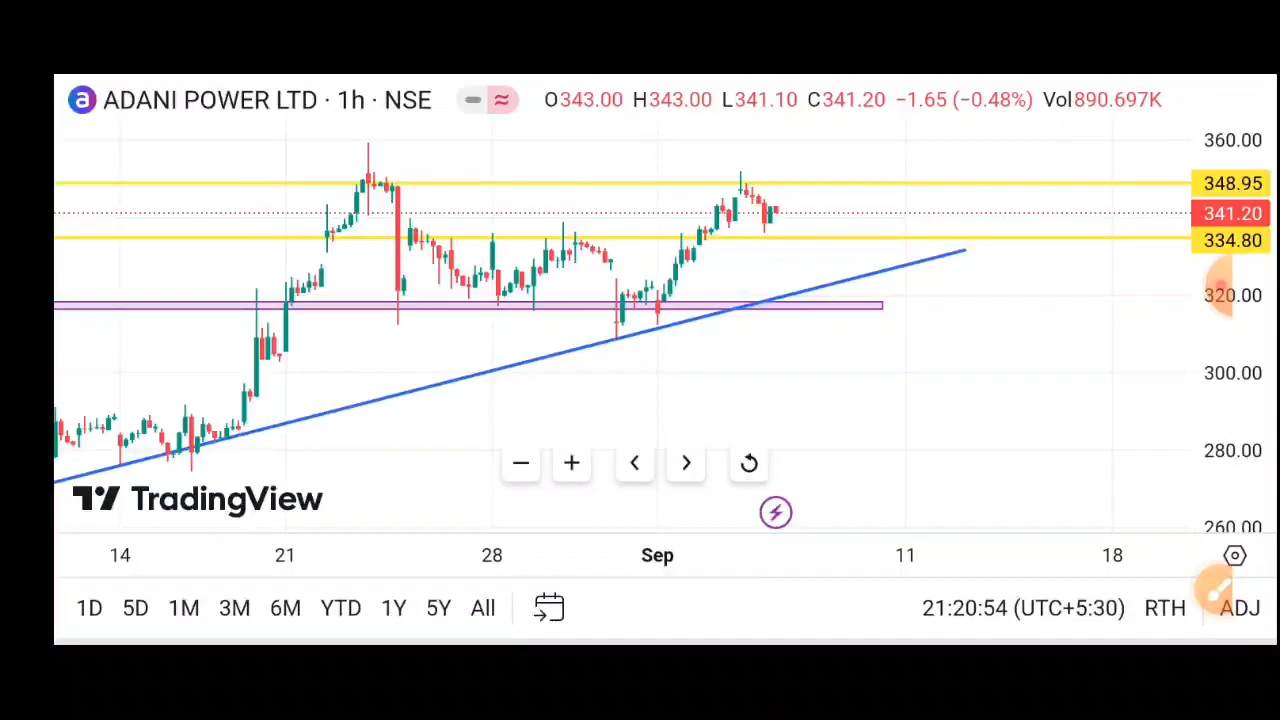 ADANI POWER LTD · 1h · NSE O343.00 H343.00 L341.10 C341.20 −1.65 (−0.48%) Vol890.697K
360.00
348.95
341.20
334.80
320.00
300.00
280.00
260.00
TradingView
14 21 28 Sep 11 18
1D 5D 1M 3M 6M YTD 1Y 5Y All 21:20:54 (UTC+5:30) RTH ADJ